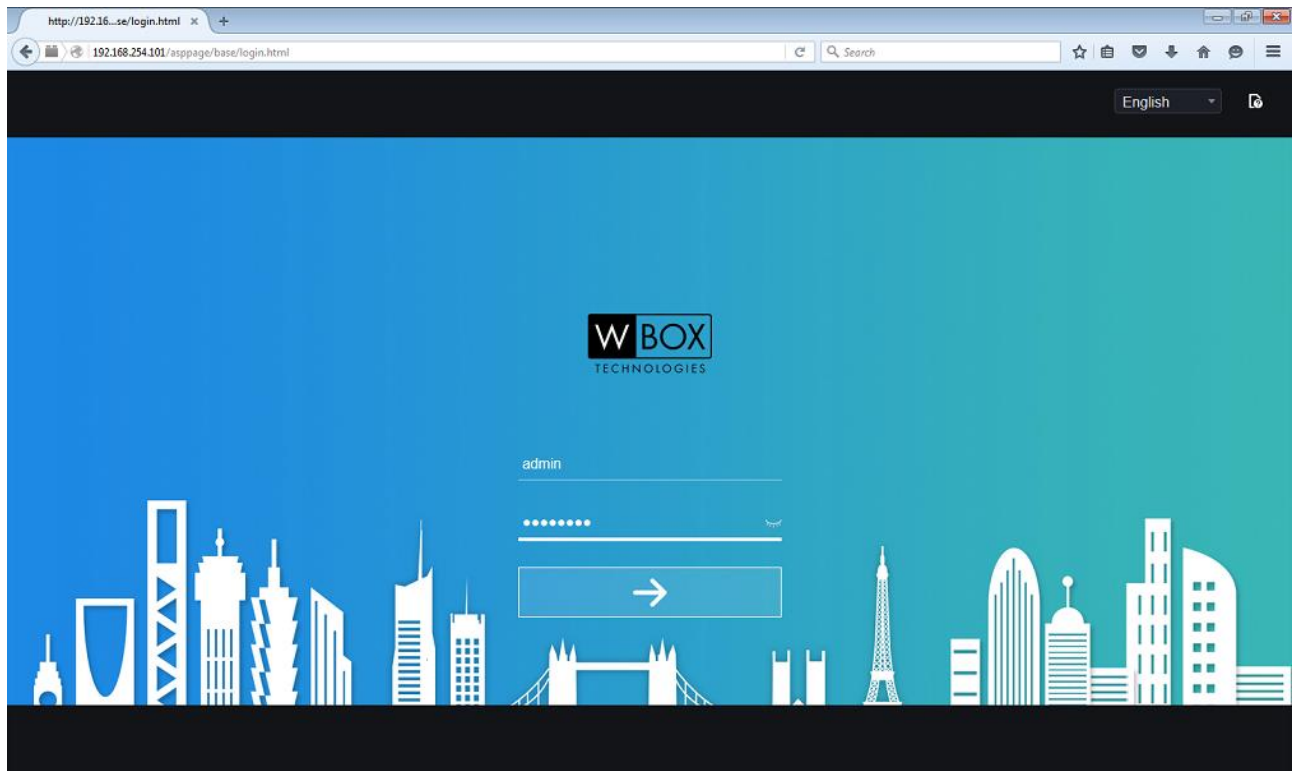 http://192.16...se/login.html
192.168.254.101/asppage/base/login.html
Search
English
W BOX
TECHNOLOGIES
admin